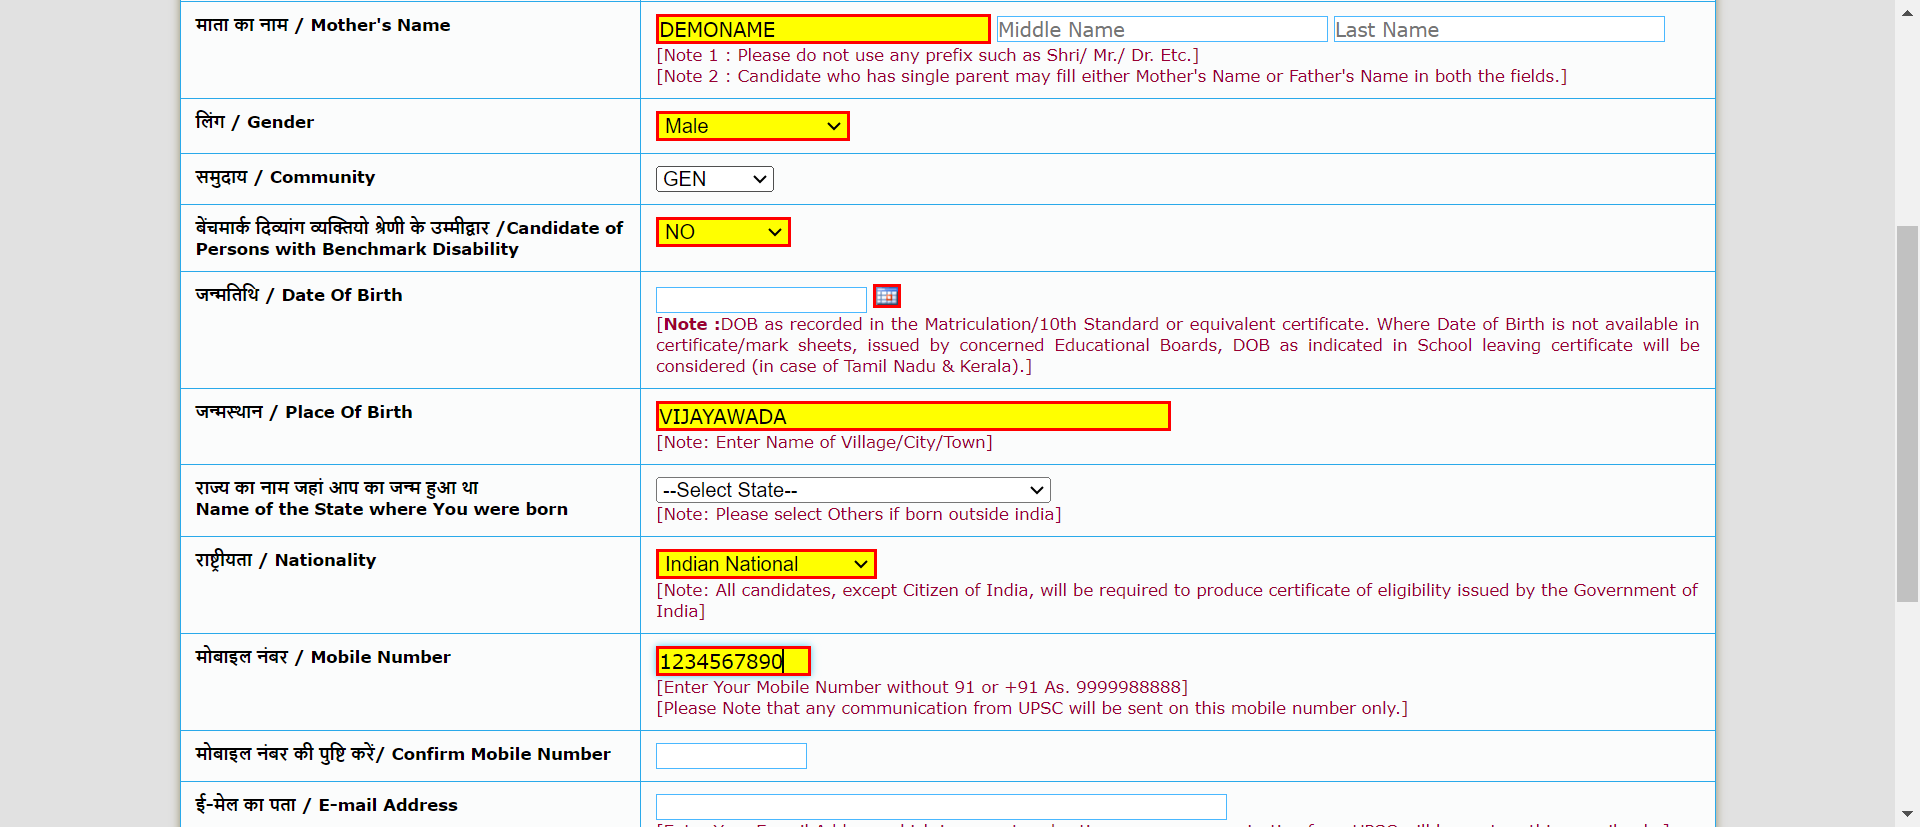 माता का नाम / Mother's Name
DEMONAME Middle Name Last Name
[Note 1 : Please do not use any prefix such as Shri/ Mr./ Dr. Etc.]
[Note 2 : Candidate who has single parent may fill either Mother's Name or Father's Name in both the fields.]
लिंग / Gender
Male
समुदाय / Community
GEN
बेंचमार्क दिव्यांग व्यक्तियो श्रेणी के उम्मीद्वार /Candidate of
Persons with Benchmark Disability
NO
जन्मतिथि / Date Of Birth
[Note :DOB as recorded in the Matriculation/10th Standard or equivalent certificate. Where Date of Birth is not available in
certificate/mark sheets, issued by concerned Educational Boards, DOB as indicated in School leaving certificate will be
considered (in case of Tamil Nadu & Kerala).]
जन्मस्थान / Place Of Birth
VIJAYAWADA
[Note: Enter Name of Village/City/Town]
राज्य का नाम जहां आप का जन्म हुआ था
Name of the State where You were born
--Select State--
[Note: Please select Others if born outside india]
राष्ट्रीयता / Nationality
Indian National
[Note: All candidates, except Citizen of India, will be required to produce certificate of eligibility issued by the Government of
India]
मोबाइल नंबर / Mobile Number
1234567890
[Enter Your Mobile Number without 91 or +91 As. 9999988888]
[Please Note that any communication from UPSC will be sent on this mobile number only.]
मोबाइल नंबर की पुष्टि करें/ Confirm Mobile Number
ई-मेल का पता / E-mail Address